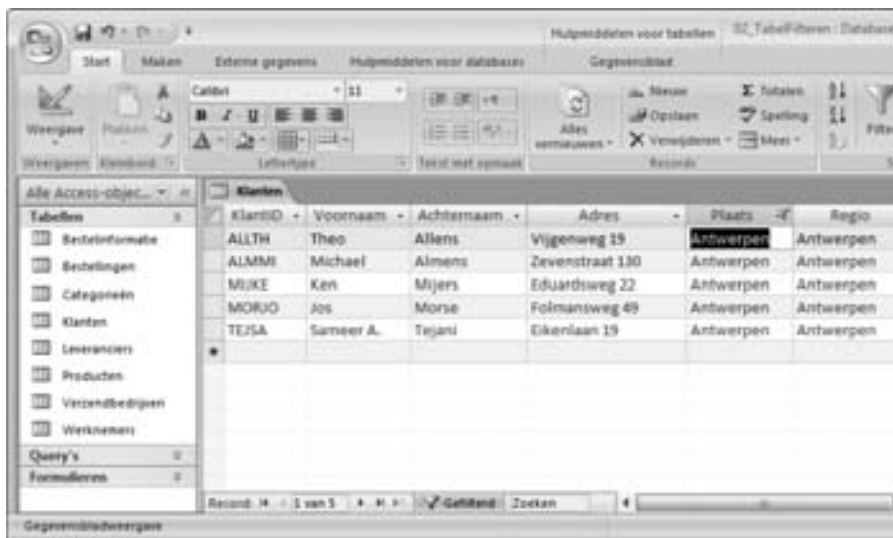 Hulpmiddelen voor tabellen 02_TabelFilteren : Database
Start Maken Externe gegevens Hulpmiddelen voor databases Gegevensblad
Calibri 11
Weergave
Plakken
B I U
Alles vernieuwen
Nieuw
Opslaan
Verwijderen
Totalen
Spelling
Meer
Filter
Weergaven Klembord Lettertype Tekst met opmaak Records
Alle Access-objec...
Tabellen
Bestelinformatie
Bestellingen
Categorieën
Klanten
Leveranciers
Producten
Verzendbedrijven
Werknemers
Query's
Formulieren
Klanten
KlantID Voornaam Achternaam Adres Plaats Regio
ALLTH Theo Allens Vijgenweg 19 Antwerpen Antwerpen
ALMMI Michael Almens Zevenstraat 130 Antwerpen Antwerpen
MIJKE Ken Mijers Eduardsweg 22 Antwerpen Antwerpen
MORJO Jos Morse Folmansweg 49 Antwerpen Antwerpen
TEJSA Sameer A. Tejani Eikenlaan 19 Antwerpen Antwerpen
Record: 1 van 5 Gefilterd Zoeken
Gegevensbladweergave